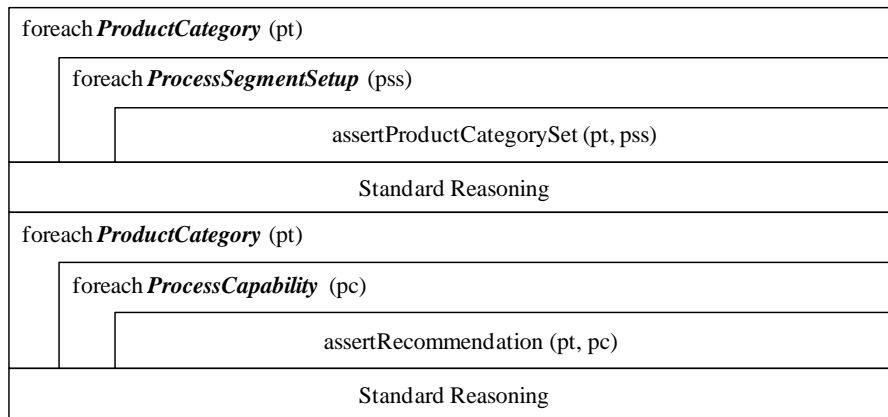 foreach ProductCategory (pt)
foreach ProcessSegmentSetup (pss)
assertProductCategorySet (pt, pss)
Standard Reasoning
foreach ProductCategory (pt)
foreach ProcessCapability (pc)
assertRecommendation (pt, pc)
Standard Reasoning